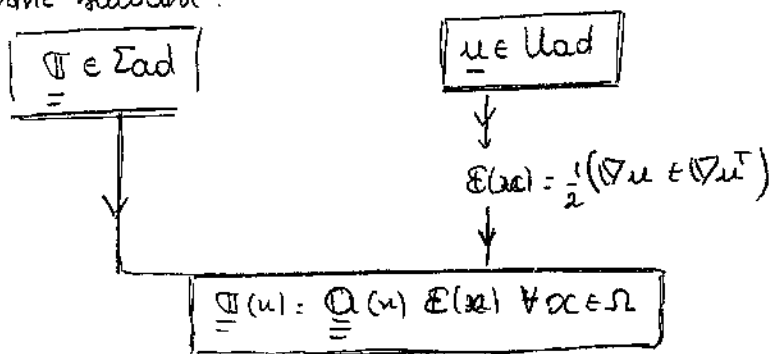 𝕋 ∈ Σad
u ∈ Uad
𝔼(x) = 1/2 (∇u + ∇uᵀ)
𝕋(x) = ℚ(x) 𝔼(x) ∀ x ∈ Ω